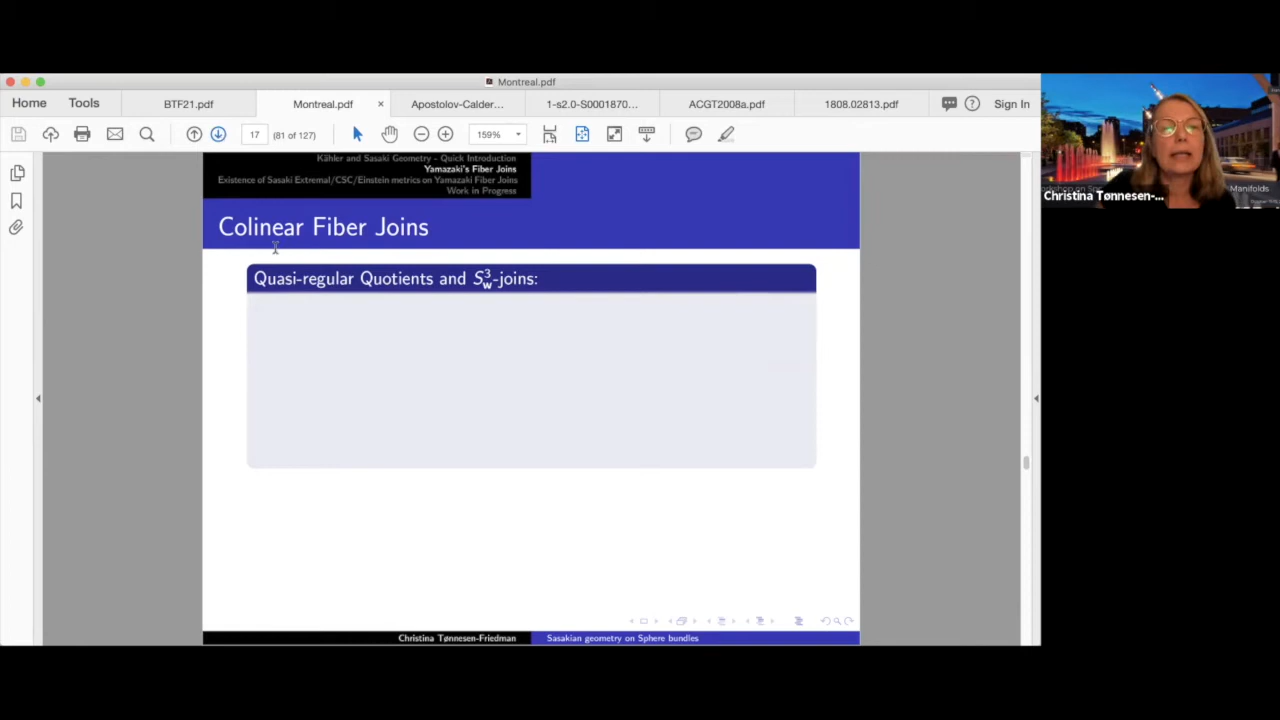 Montreal.pdf
Home
Tools
BTF21.pdf
Montreal.pdf ×
Apostolov-Calder...
1-s2.0-S0001870...
ACGT2008a.pdf
1808.02813.pdf
Sign In
17
(81 of 127)
159%
Kähler and Sasaki Geometry - Quick Introduction
Yamazaki's Fiber Joins
Existence of Sasaki Extremal/CSC/Einstein metrics on Yamazaki Fiber Joins
Work in Progress
Colinear Fiber Joins
Quasi-regular Quotients and S³w-joins:
Christina Tønnesen-Friedman
Sasakian geometry on Sphere bundles
Manifolds
Christina Tønnesen-...